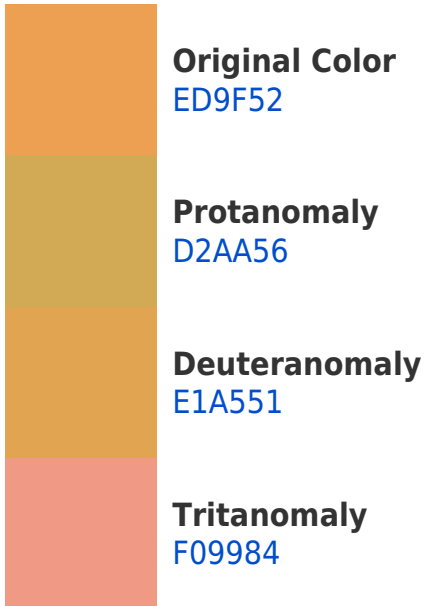 Original Color
ED9F52
Protanomaly
D2AA56
Deuteranomaly
E1A551
Tritanomaly
F09984